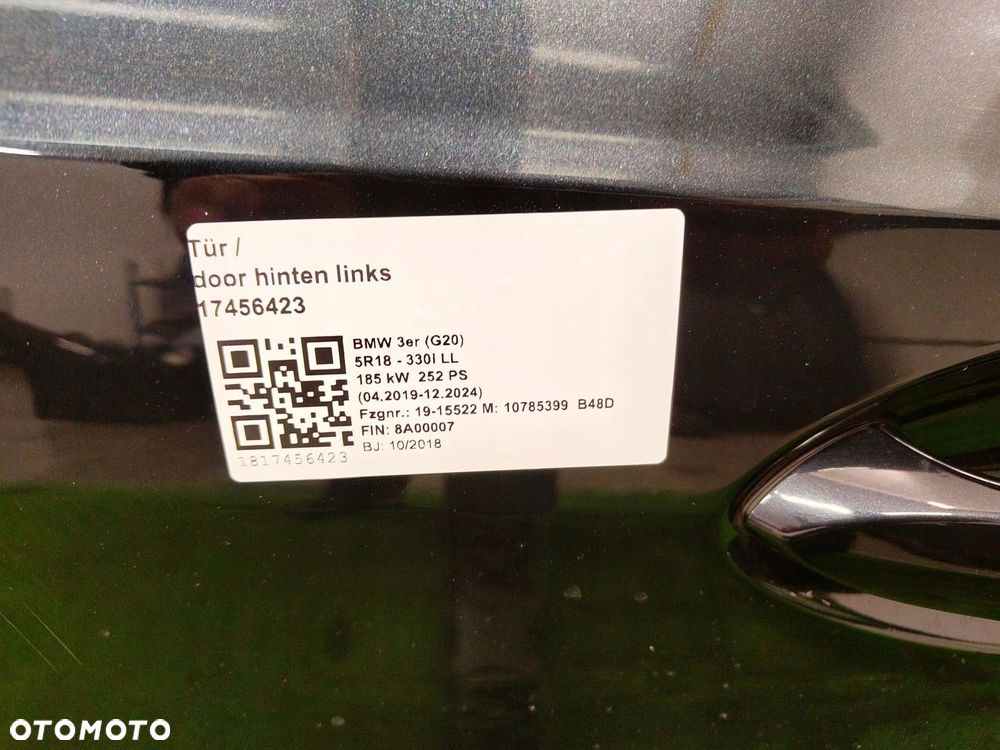 Tür /
door hinten links
17456423
BMW 3er (G20)
5R18 - 330I LL
185 kW 252 PS
(04.2019-12.2024)
Fzgnr.: 19-15522 M: 10785399 B48D
FIN: 8A00007
BJ: 10/2018
1817456423
OTOMOTO